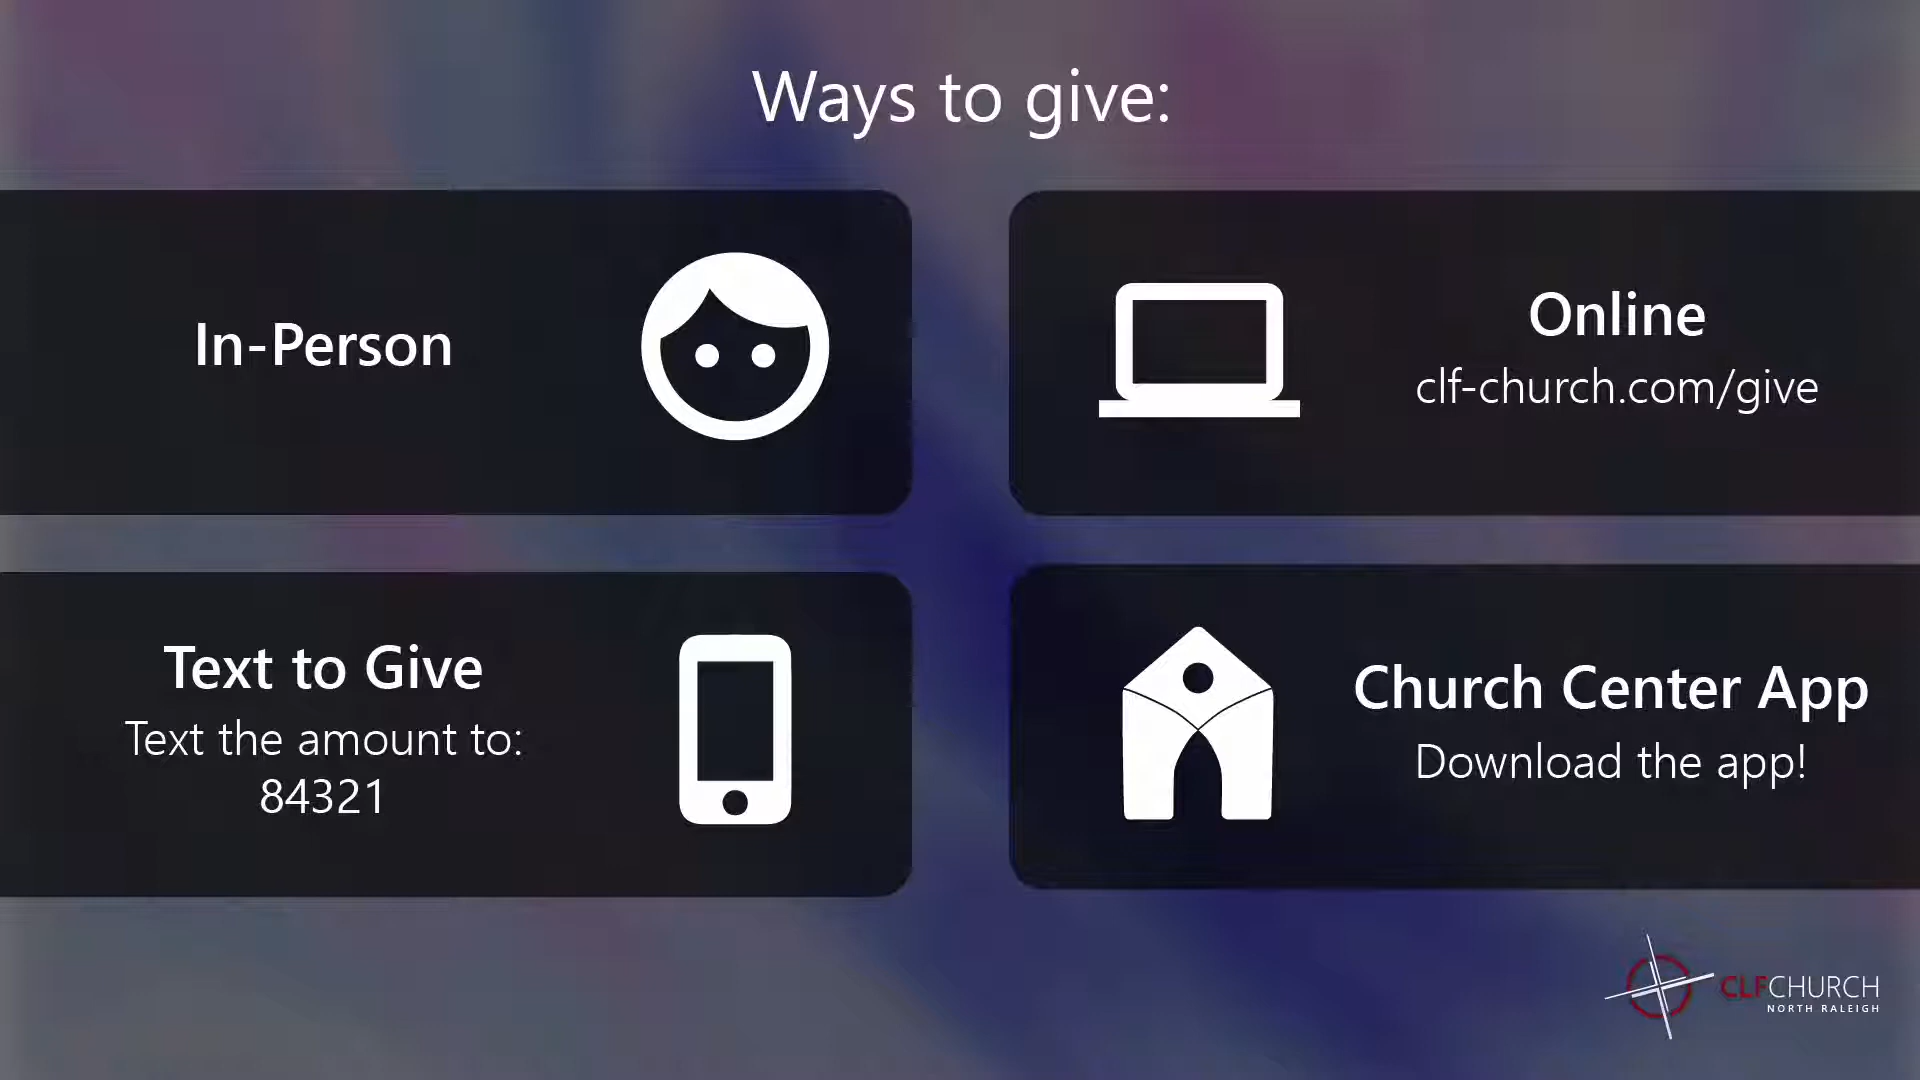 Ways to give:
In-Person
Online
clf-church.com/give
Text to Give
Text the amount to:
84321
Church Center App
Download the app!
CLFCHURCH
NORTH RALEIGH